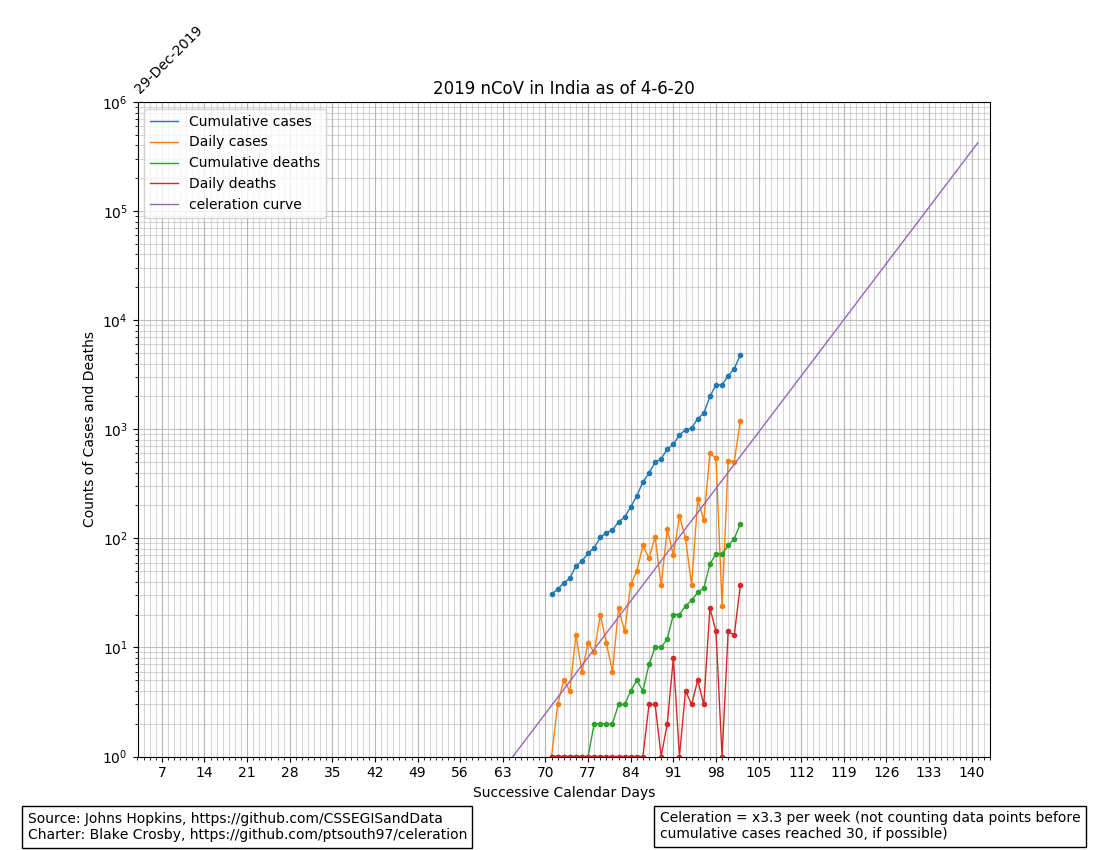 29-Dec-2019
2019 nCoV in India as of 4-6-20
10^6
10^5
10^4
10^3
10^2
10^1
10^0
Counts of Cases and Deaths
Cumulative cases
Daily cases
Cumulative deaths
Daily deaths
celeration curve
7 14 21 28 35 42 49 56 63 70 77 84 91 98 105 112 119 126 133 140
Successive Calendar Days
Source: Johns Hopkins, https://github.com/CSSEGISandData
Charter: Blake Crosby, https://github.com/ptsouth97/celeration
Celeration = x3.3 per week (not counting data points before
cumulative cases reached 30, if possible)